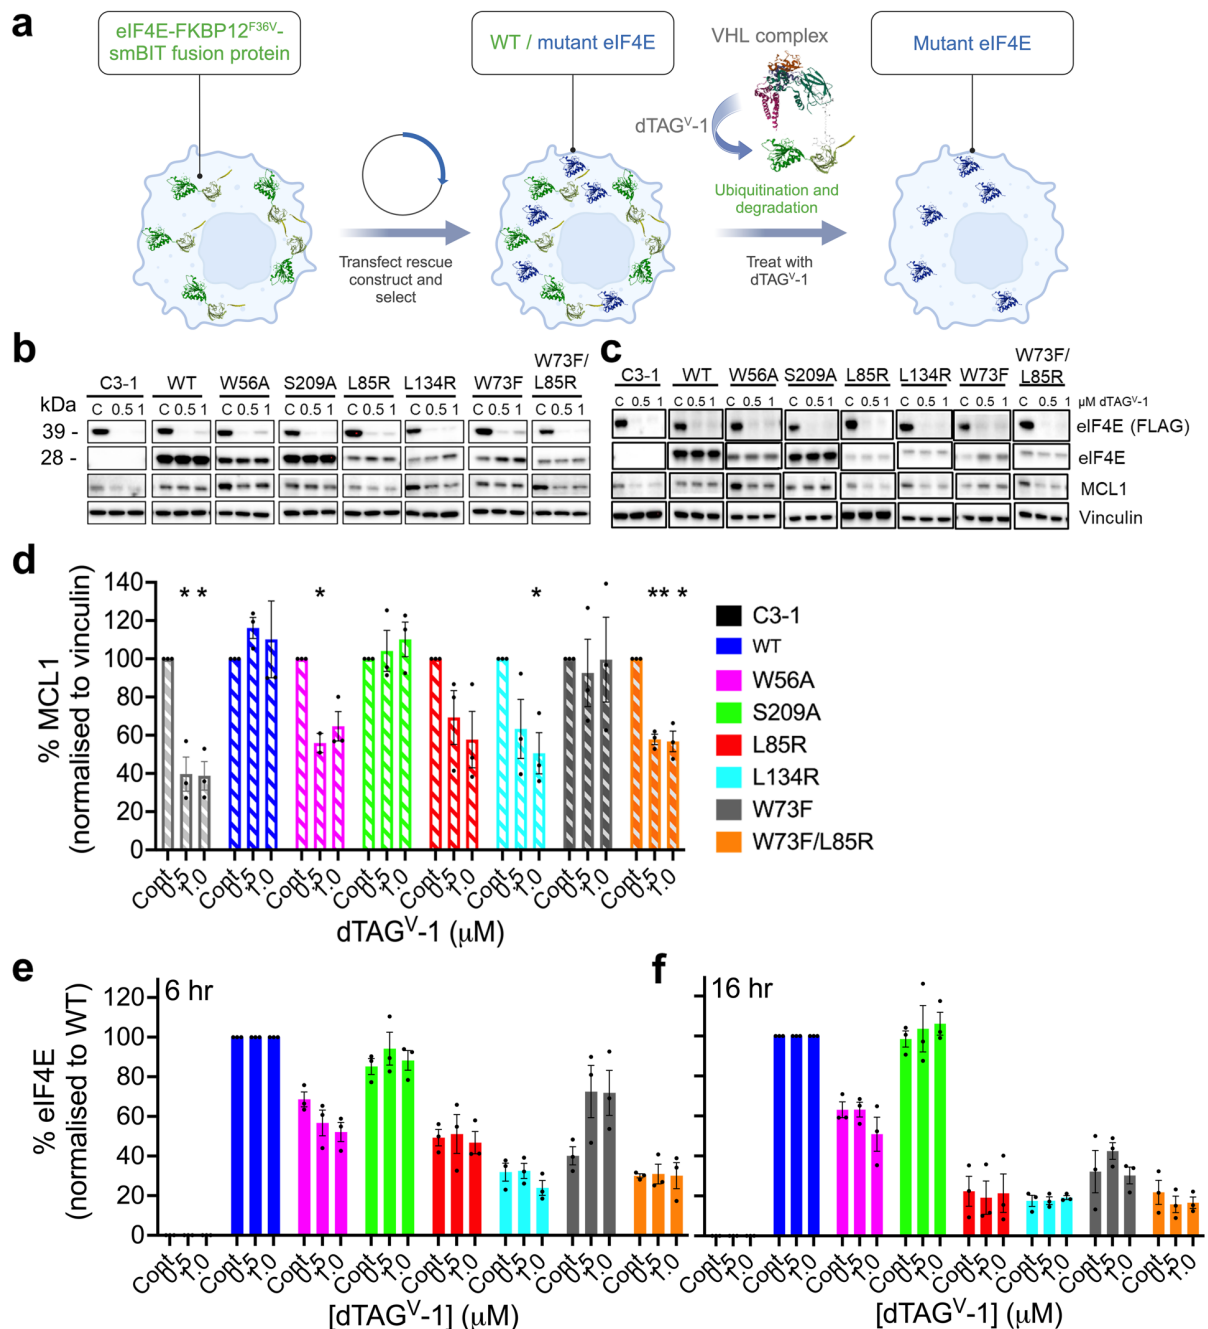 a
eIF4E-FKBP12F36V-
smBIT fusion protein
WT / mutant eIF4E
VHL complex
Mutant eIF4E
dTAGV-1
Ubiquitination and
degradation
Transfect rescue
construct and
select
Treat with
dTAGV-1
b
C3-1 WT W56A S209A L85R L134R W73F W73F/
L85R
kDa
C 0.5 1 C 0.5 1 C 0.5 1 C 0.5 1 C 0.5 1 C 0.5 1 C 0.5 1 C 0.5 1
39 -
28 -
c
C3-1 WT W56A S209A L85R L134R W73F W73F/
L85R
C 0.5 1 C 0.5 1 C 0.5 1 C 0.5 1 C 0.5 1 C 0.5 1 C 0.5 1 C 0.5 1 µM dTAGV-1
eIF4E (FLAG)
eIF4E
MCL1
Vinculin
d
% MCL1
(normalised to vinculin)
140
120
100
80
60
40
20
0
* * * * ** *
Cont 0.5 1.0 Cont 0.5 1.0 Cont 0.5 1.0 Cont 0.5 1.0 Cont 0.5 1.0 Cont 0.5 1.0 Cont 0.5 1.0 Cont 0.5 1.0
dTAGV-1 (µM)
C3-1
WT
W56A
S209A
L85R
L134R
W73F
W73F/L85R
e
6 hr
% eIF4E
(normalised to WT)
120
100
80
60
40
20
0
Cont 0.5 1.0 Cont 0.5 1.0 Cont 0.5 1.0 Cont 0.5 1.0 Cont 0.5 1.0 Cont 0.5 1.0 Cont 0.5 1.0 Cont 0.5 1.0
[dTAGV-1] (µM)
f
16 hr
Cont 0.5 1.0 Cont 0.5 1.0 Cont 0.5 1.0 Cont 0.5 1.0 Cont 0.5 1.0 Cont 0.5 1.0 Cont 0.5 1.0 Cont 0.5 1.0
[dTAGV-1] (µM)